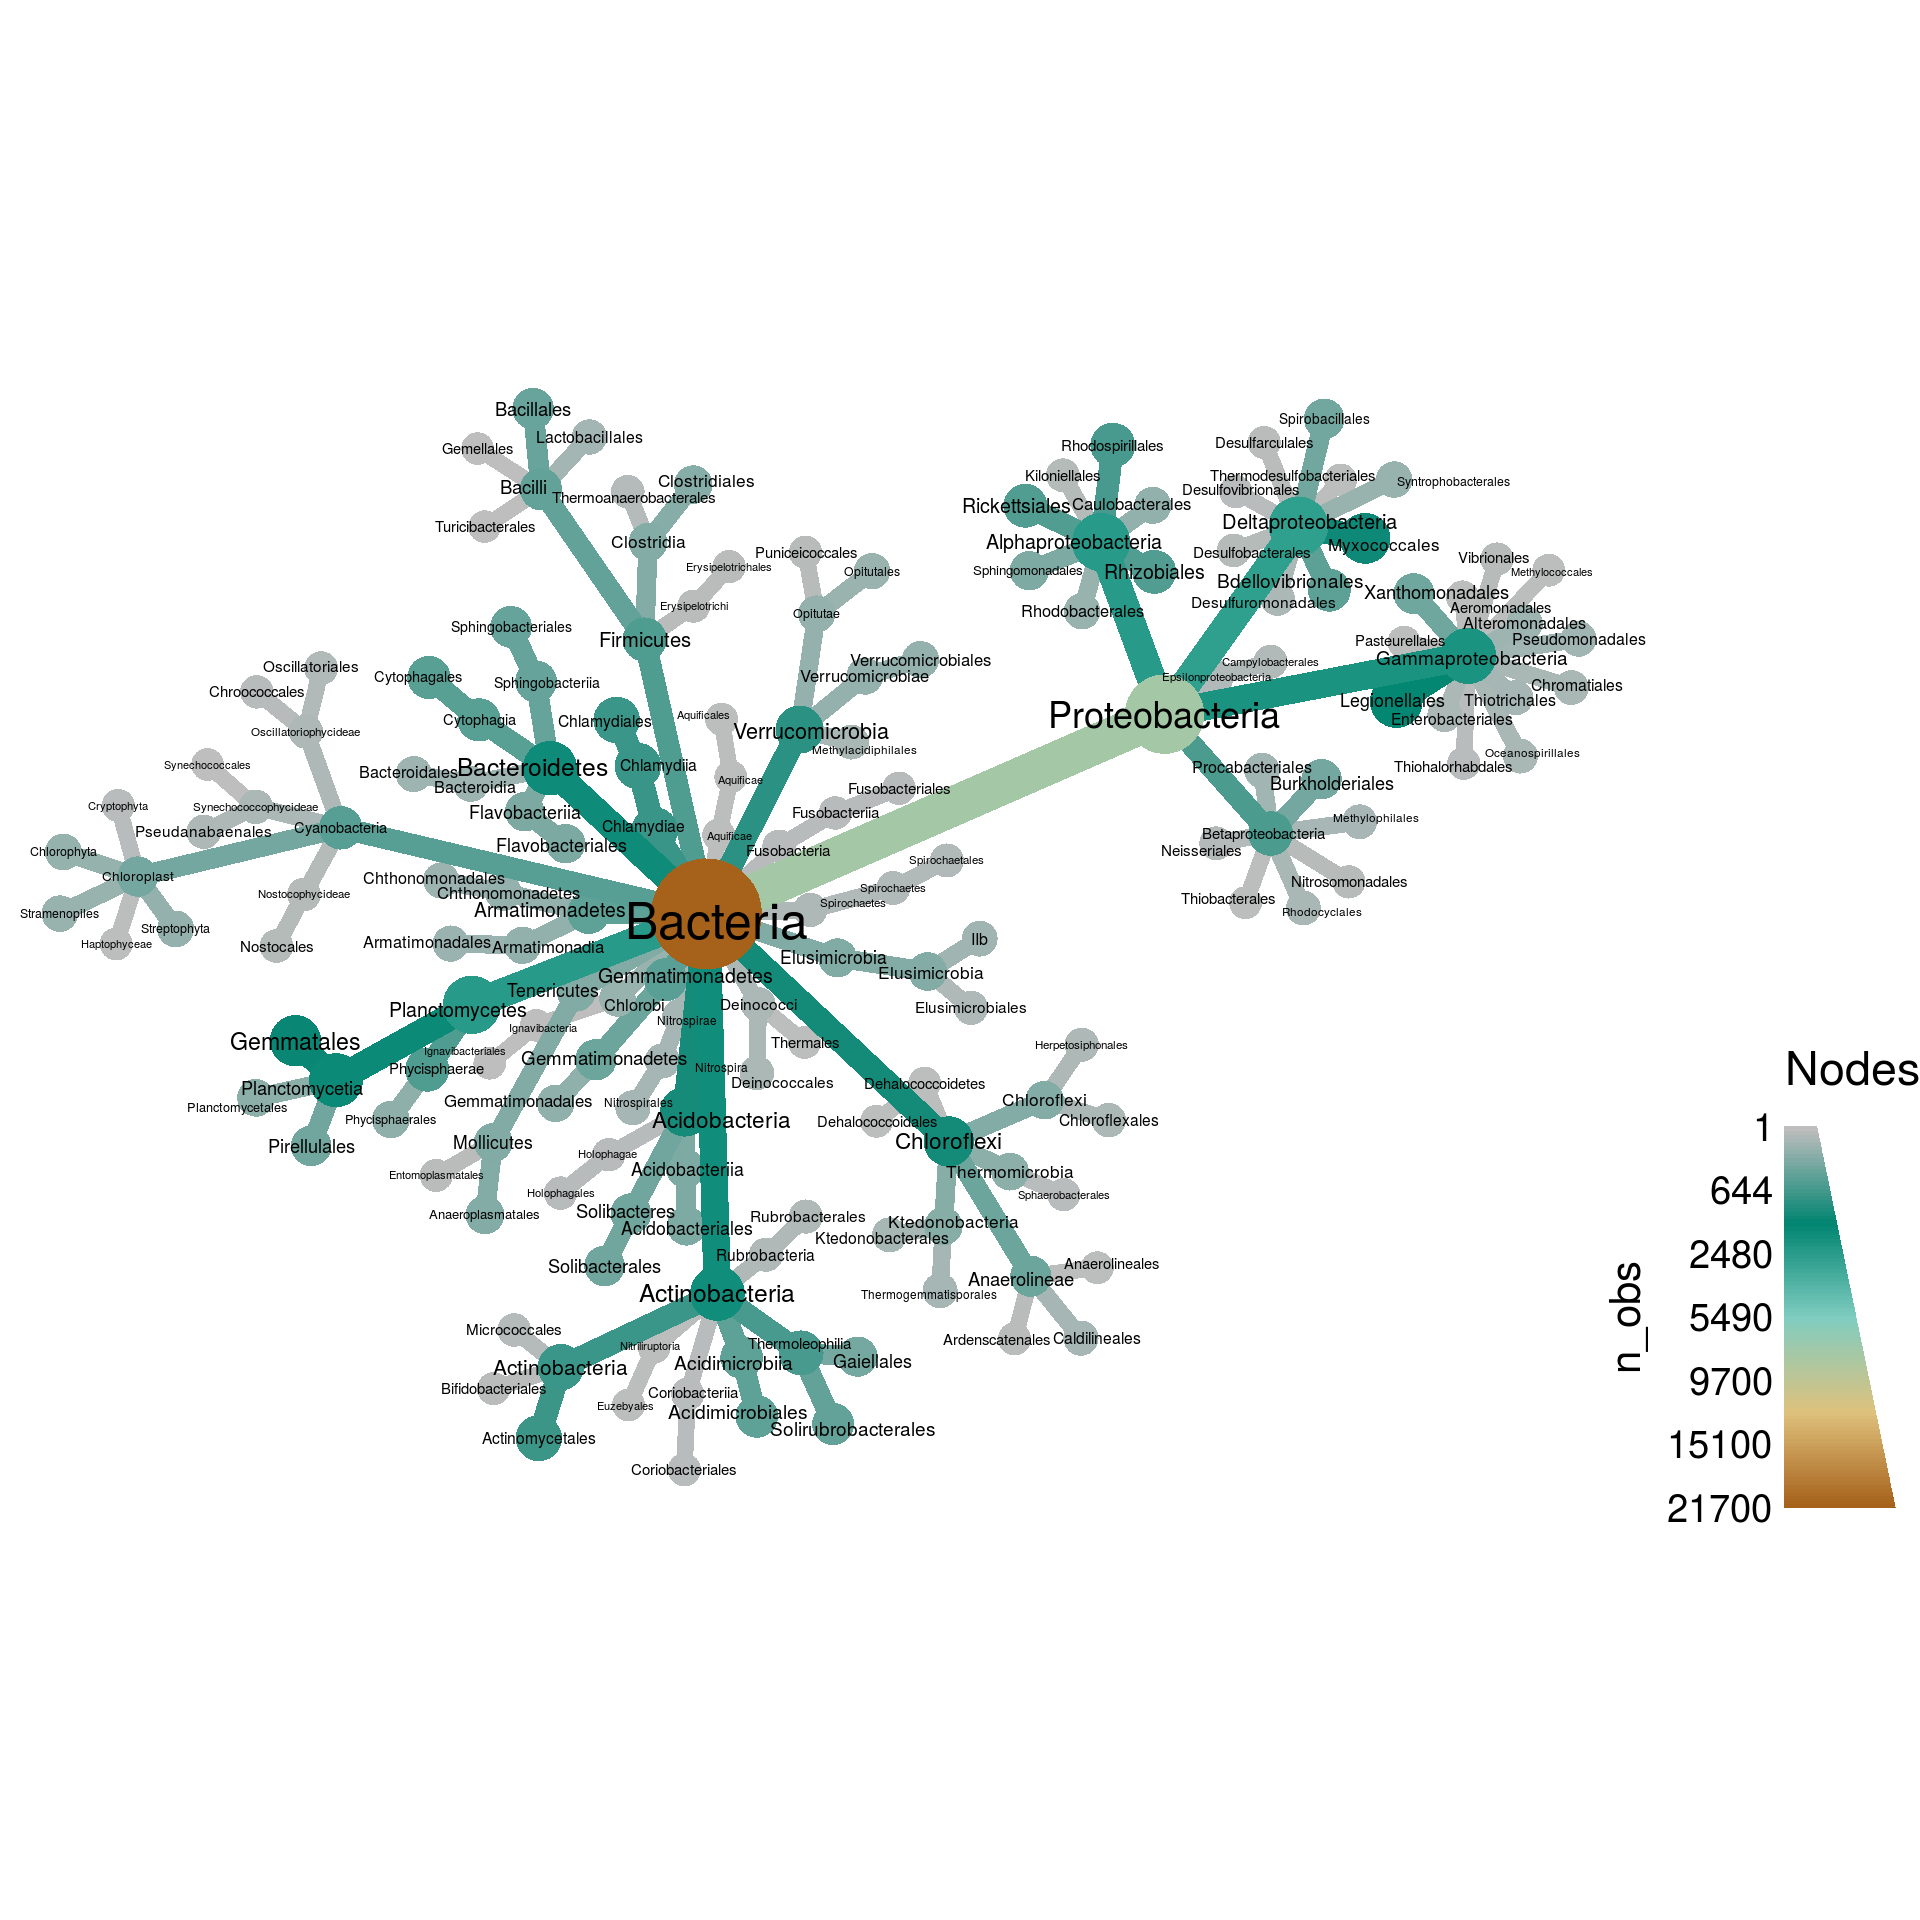 Bacillales
Lactobacillales
Gemellales
Bacilli
Turicibacterales
Thermoanaerobacterales
Clostridiales
Clostridia
Erysipelotrichales
Erysipelotrichi
Firmicutes
Puniceicoccales
Opitutales
Opitutae
Verrucomicrobiales
Verrucomicrobiae
Verrucomicrobia
Methylacidiphilales
Sphingobacteriales
Sphingobacteriia
Cytophagales
Cytophagia
Chlamydiales
Chlamydiia
Chlamydiae
Bacteroidetes
Bacteroidales
Bacteroidia
Flavobacteriia
Flavobacteriales
Aquificales
Aquificae
Aquificae
Fusobacteriales
Fusobacteriia
Fusobacteria
Spirochaetales
Spirochaetes
Spirochaetes
Oscillatoriales
Chroococcales
Oscillatoriophycideae
Synechococcales
Synechococcophycideae
Pseudanabaenales
Cyanobacteria
Cryptophyta
Chlorophyta
Chloroplast
Stramenopiles
Haptophyceae
Streptophyta
Nostocophycideae
Nostocales
Chthonomonadales
Chthonomonadetes
Armatimonadetes
Armatimonadales
Armatimonadia
Bacteria
Proteobacteria
Rhodospirillales
Kiloniellales
Rickettsiales
Caulobacterales
Alphaproteobacteria
Sphingomonadales
Rhizobiales
Rhodobacterales
Spirobacillales
Desulfarculales
Thermodesulfobacteriales
Desulfovibrionales
Syntrophobacterales
Deltaproteobacteria
Myxococcales
Desulfobacterales
Bdellovibrionales
Desulfuromonadales
Vibrionales
Methylococcales
Xanthomonadales
Aeromonadales
Alteromonadales
Pseudomonadales
Pasteurellales
Gammaproteobacteria
Chromatiales
Legionellales
Thiotrichales
Enterobacteriales
Oceanospirillales
Thiohalorhabdales
Campylobacterales
Epsilonproteobacteria
Procabacteriales
Burkholderiales
Methylophilales
Betaproteobacteria
Neisseriales
Nitrosomonadales
Thiobacterales
Rhodocyclales
Elusimicrobia
Elusimicrobia
IIb
Elusimicrobiales
Gemmatimonadetes
Tenericutes
Chlorobi
Planctomycetes
Gemmatales
Planctomycetia
Planctomycetales
Pirellulales
Phycisphaerae
Phycisphaerales
Ignavibacteria
Ignavibacteriales
Gemmatimonadetes
Gemmatimonadales
Mollicutes
Entomoplasmatales
Anaeroplasmatales
Nitrospirae
Nitrospira
Nitrospirales
Deinococci
Thermales
Deinococcales
Acidobacteria
Holophagae
Holophagales
Acidobacteriia
Solibacteres
Acidobacteriales
Solibacterales
Dehalococcoidetes
Dehalococcoidales
Chloroflexi
Herpetosiphonales
Chloroflexi
Chloroflexales
Thermomicrobia
Sphaerobacterales
Ktedonobacteria
Ktedonobacterales
Thermogemmatisporales
Anaerolineae
Anaerolineales
Ardenscatenales
Caldilineales
Rubrobacterales
Rubrobacteria
Actinobacteria
Micrococcales
Actinobacteria
Bifidobacteriales
Actinomycetales
Nitriliruptoria
Euzebyales
Coriobacteriia
Coriobacteriales
Acidimicrobiia
Acidimicrobiales
Thermoleophilia
Gaiellales
Solirubrobacterales
Nodes
n_obs
1
644
2480
5490
9700
15100
21700